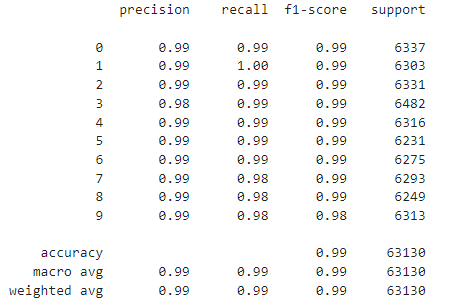 precision recall f1-score support
0 0.99 0.99 0.99 6337
1 0.99 1.00 0.99 6303
2 0.99 0.99 0.99 6331
3 0.98 0.99 0.99 6482
4 0.99 0.99 0.99 6316
5 0.99 0.99 0.99 6231
6 0.99 0.99 0.99 6275
7 0.99 0.98 0.99 6293
8 0.99 0.98 0.99 6249
9 0.99 0.98 0.98 6313
accuracy 0.99 63130
macro avg 0.99 0.99 0.99 63130
weighted avg 0.99 0.99 0.99 63130